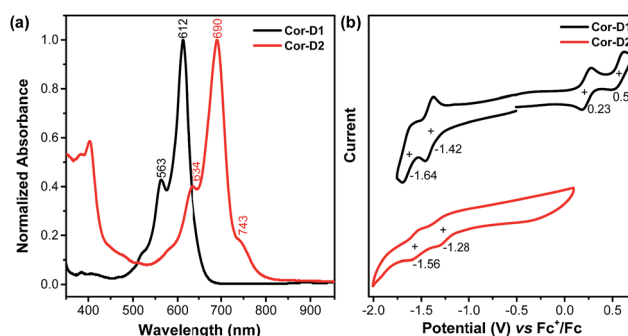 (a)
612
690
Cor-D1
Cor-D2
563
634
743
1.0
0.8
0.6
0.4
0.2
0.0
Normalized Absorbance
400
500
600
700
800
900
Wavelength (nm)
(b)
Cor-D1
Cor-D2
0.23
0.5
-1.42
-1.64
-1.28
-1.56
Current
-2.0
-1.5
-1.0
-0.5
0.0
0.5
Potential (V) vs Fc⁺/Fc